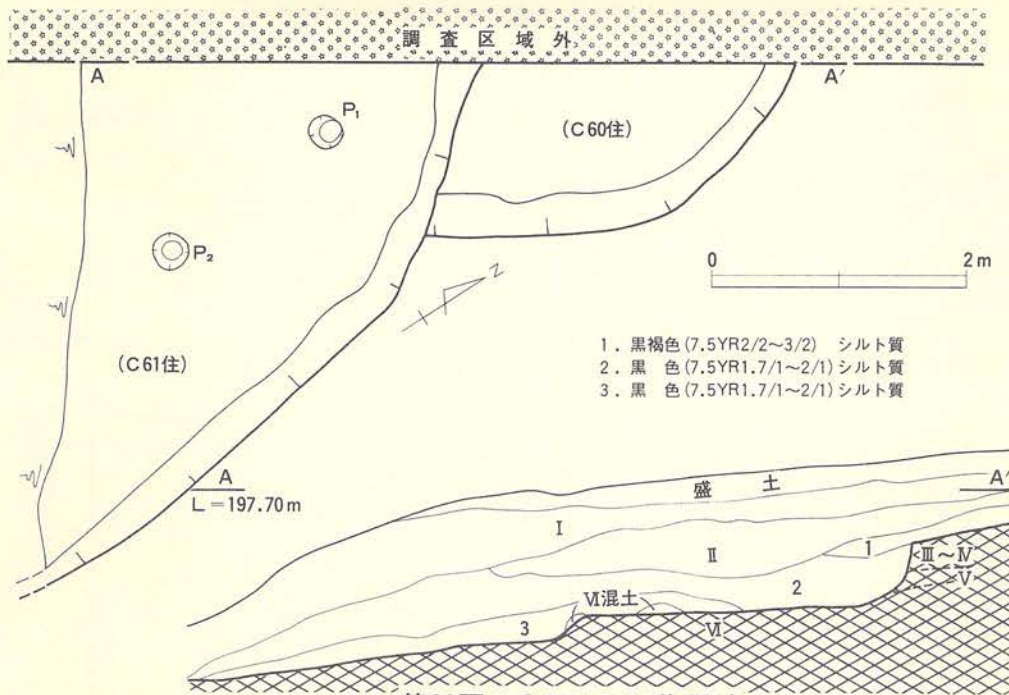 調査区域外
A A′
P₁
(C60住)
P₂
0 2m
N
(C61住)
1. 黒褐色(7.5YR2/2~3/2) シルト質
2. 黒 色(7.5YR1.7/1~2/1) シルト質
3. 黒 色(7.5YR1.7/1~2/1) シルト質
A
L=197.70m
盛土
A′
I
II
1
III~IV
V
2
VI混土
VI
3